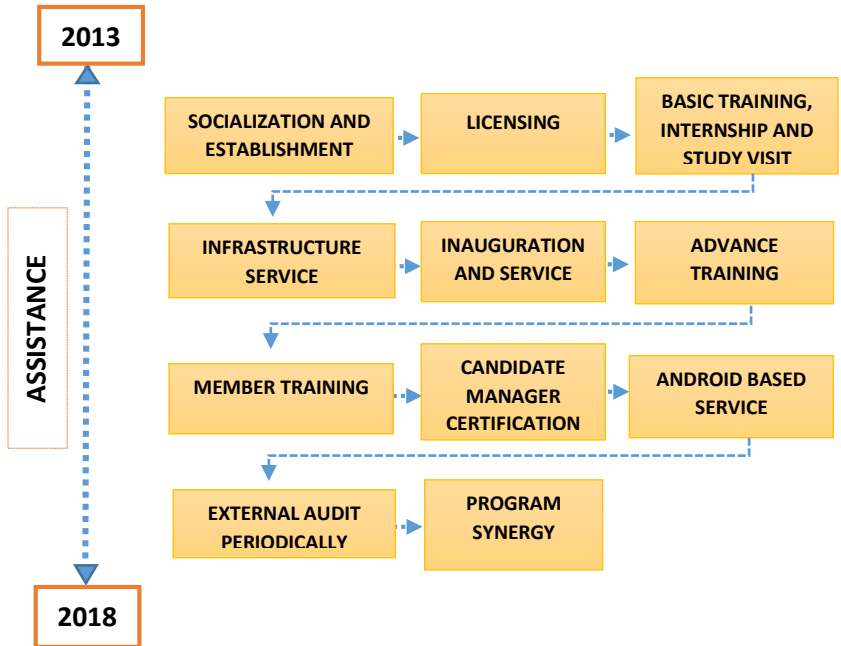 2013
SOCIALIZATION AND
ESTABLISHMENT
LICENSING
BASIC TRAINING,
INTERNSHIP AND
STUDY VISIT
INFRASTRUCTURE
SERVICE
INAUGURATION
AND SERVICE
ADVANCE
TRAINING
ASSISTANCE
MEMBER TRAINING
CANDIDATE
MANAGER
CERTIFICATION
ANDROID BASED
SERVICE
EXTERNAL AUDIT
PERIODICALLY
PROGRAM
SYNERGY
2018